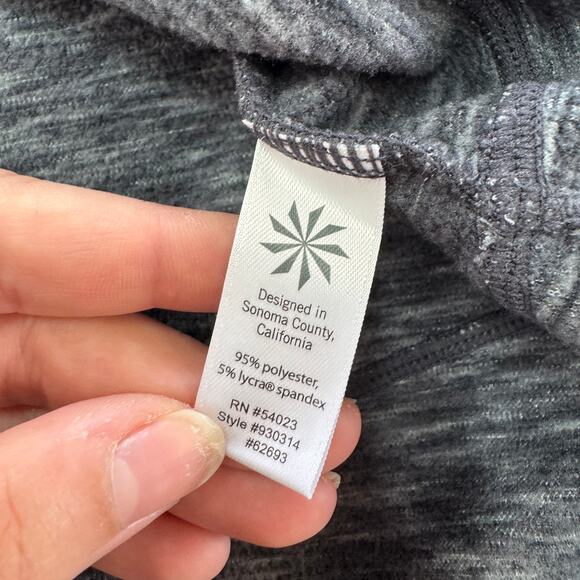 Designed in
Sonoma County,
California
95% polyester,
5% lycra® spandex
RN #54023
Style #930314
#62693